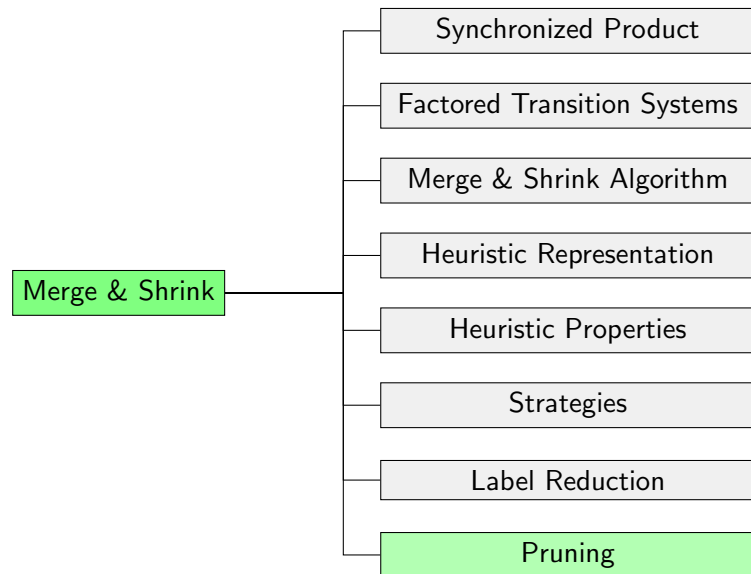 Synchronized Product
Factored Transition Systems
Merge & Shrink Algorithm
Heuristic Representation
Merge & Shrink
Heuristic Properties
Strategies
Label Reduction
Pruning